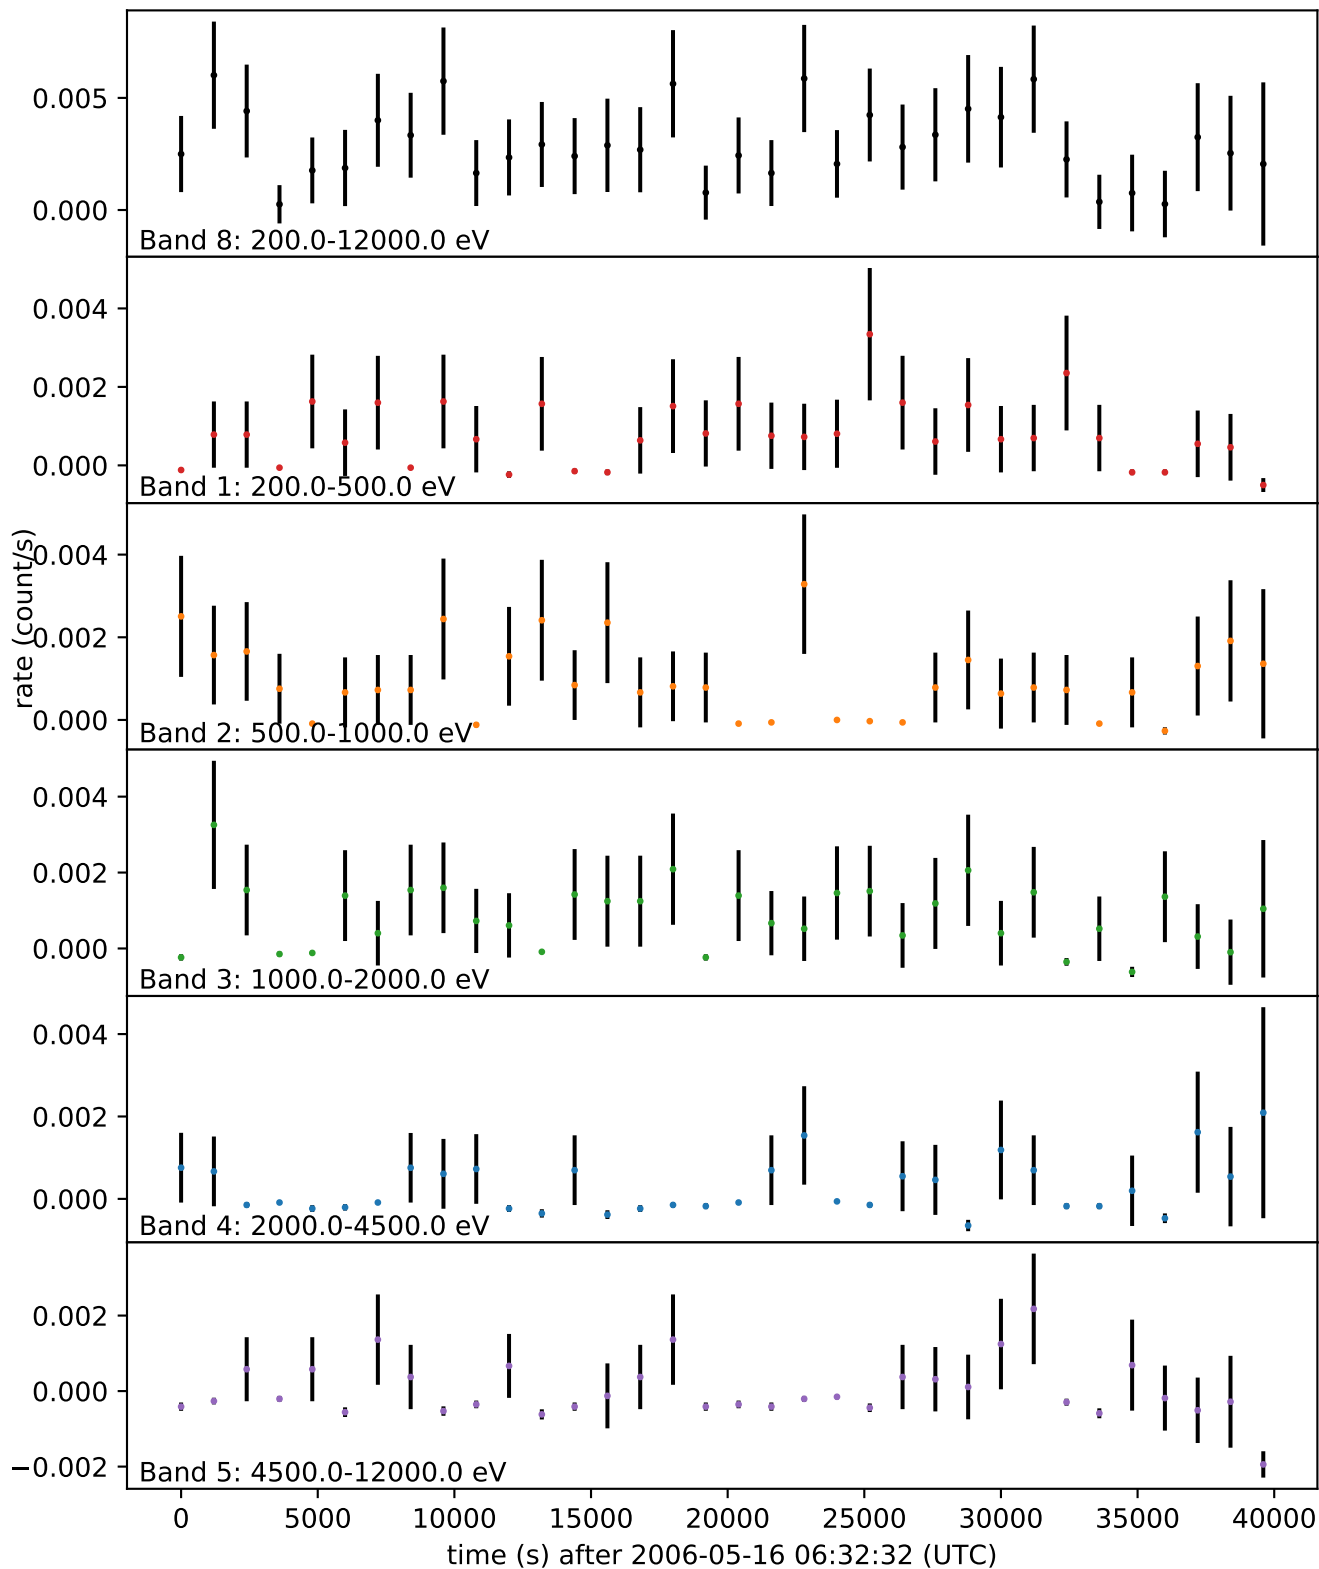 0.005
0.000
Band 8: 200.0-12000.0 eV
0.004
0.002
0.000
Band 1: 200.0-500.0 eV
rate (count/s)
0.004
0.002
0.000
Band 2: 500.0-1000.0 eV
0.004
0.002
0.000
Band 3: 1000.0-2000.0 eV
0.004
0.002
0.000
Band 4: 2000.0-4500.0 eV
0.002
0.000
−0.002
Band 5: 4500.0-12000.0 eV
0 5000 10000 15000 20000 25000 30000 35000 40000
time (s) after 2006-05-16 06:32:32 (UTC)